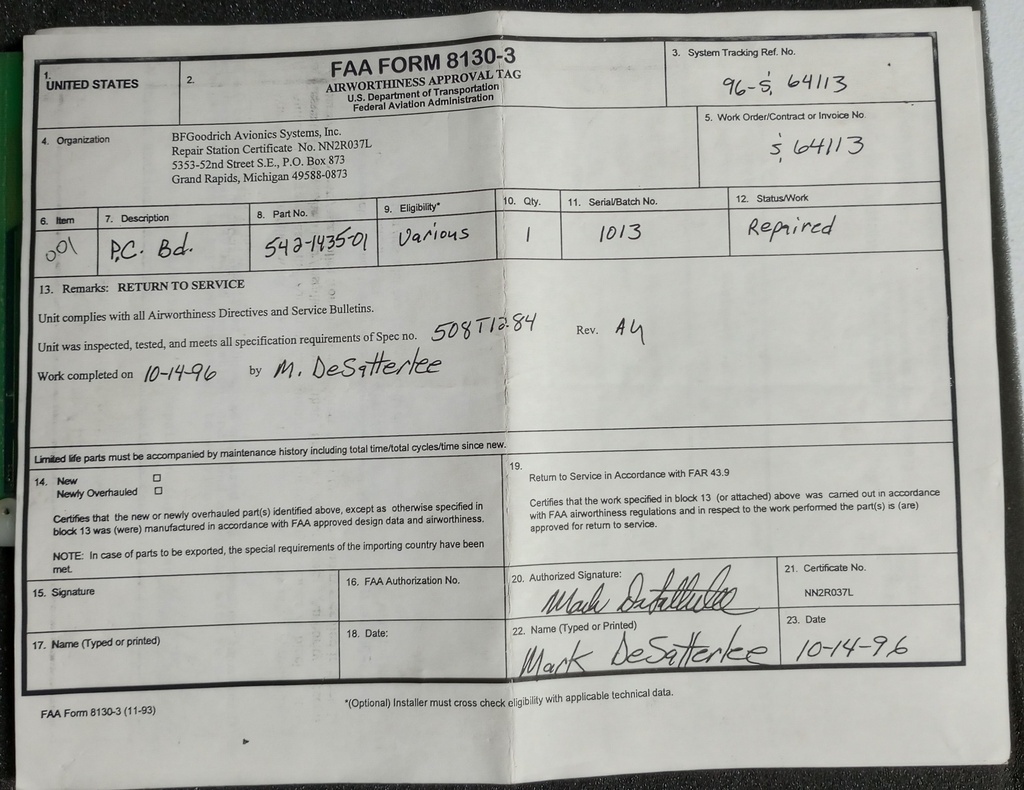 1.
UNITED STATES
2.
FAA FORM 8130-3
AIRWORTHINESS APPROVAL TAG
U.S. Department of Transportation
Federal Aviation Administration
3. System Tracking Ref. No.
96-S, 64113
4. Organization
BFGoodrich Avionics Systems, Inc.
Repair Station Certificate No. NN2R037L
5353-52nd Street S.E., P.O. Box 873
Grand Rapids, Michigan 49588-0873
5. Work Order/Contract or Invoice No.
S, 64113
6. Item
001
7. Description
P.C. Bd.
8. Part No.
542-1435-01
9. Eligibility*
Various
10. Qty.
1
11. Serial/Batch No.
1013
12. Status/Work
Repaired
13. Remarks: RETURN TO SERVICE
Unit complies with all Airworthiness Directives and Service Bulletins.
Unit was inspected, tested, and meets all specification requirements of Spec no. 508T1284 Rev. A4
Work completed on 10-14-96 by M. DeSatterlee
Limited life parts must be accompanied by maintenance history including total time/total cycles/time since new.
14. New ☐
Newly Overhauled ☐
Certifies that the new or newly overhauled part(s) identified above, except as otherwise specified in
block 13 was (were) manufactured in accordance with FAA approved design data and airworthiness.
NOTE: In case of parts to be exported, the special requirements of the importing country have been
met.
19.
Return to Service in Accordance with FAR 43.9
Certifies that the work specified in block 13 (or attached) above was carried out in accordance
with FAA airworthiness regulations and in respect to the work performed the part(s) is (are)
approved for return to service.
15. Signature
16. FAA Authorization No.
20. Authorized Signature:
Mark DeSatterlee
21. Certificate No.
NN2R037L
17. Name (Typed or printed)
18. Date:
22. Name (Typed or Printed)
Mark DeSatterlee
23. Date
10-14-96
FAA Form 8130-3 (11-93)
*(Optional) Installer must cross check eligibility with applicable technical data.